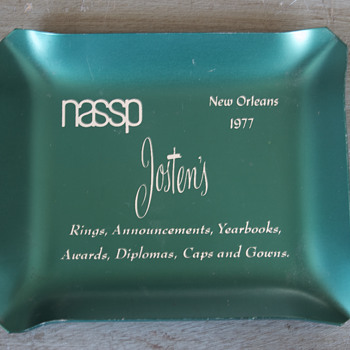 nassp
New Orleans
1977
Josten's
Rings, Announcements, Yearbooks,
Awards, Diplomas, Caps and Gowns.